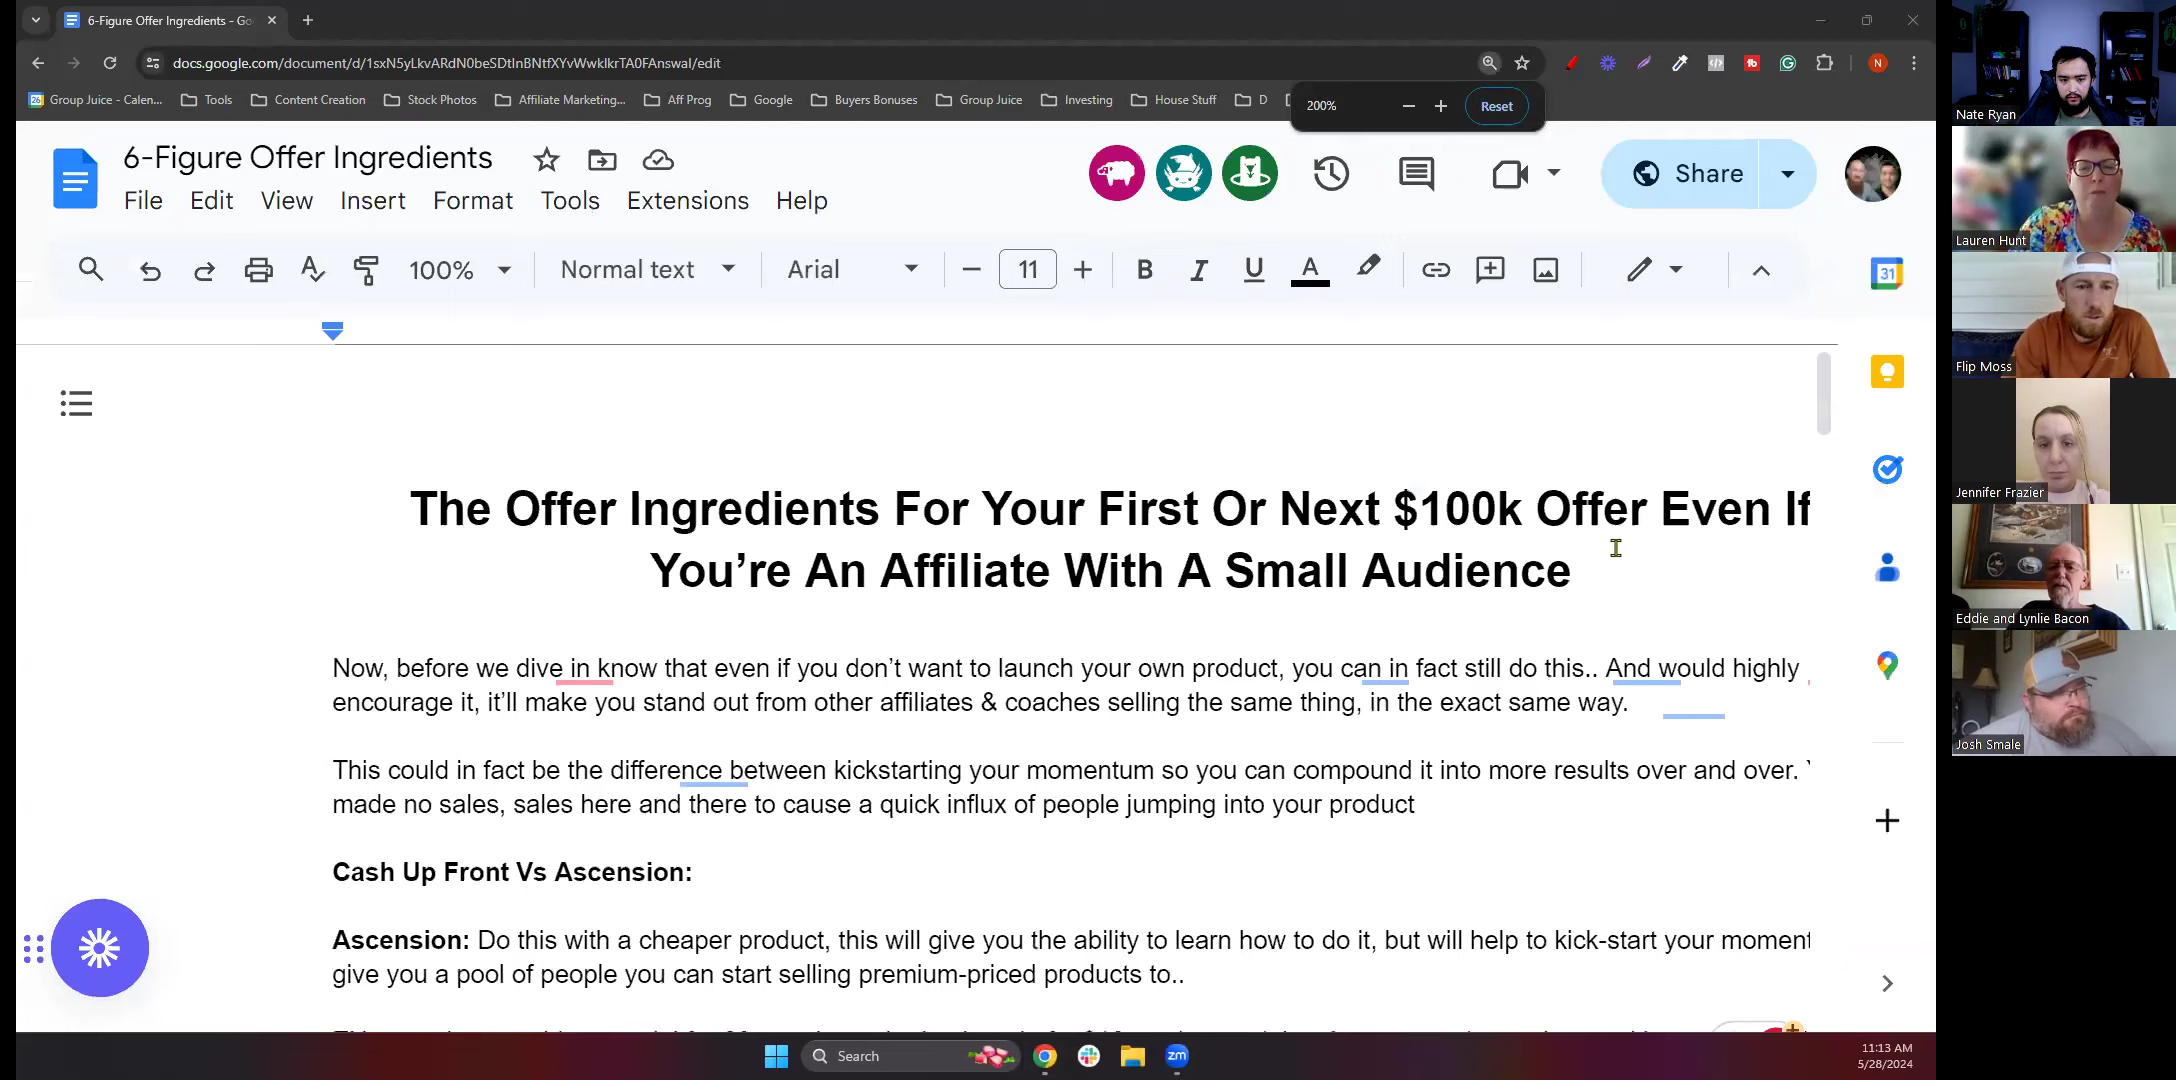 6-Figure Offer Ingredients - Go
docs.google.com/document/d/1sxN5yLkvARdN0beSDtlnBNtfXYvWwklkrTA0FAnswaI/edit
N
26 Group Juice - Calen...
Tools
Content Creation
Stock Photos
Affiliate Marketing...
Aff Prog
Google
Buyers Bonuses
Group Juice
Investing
House Stuff
D
200%
Reset
6-Figure Offer Ingredients
File Edit View Insert Format Tools Extensions Help
Share
100%
Normal text
Arial
11
B I U A
31
The Offer Ingredients For Your First Or Next $100k Offer Even If
You’re An Affiliate With A Small Audience
Now, before we dive in know that even if you don’t want to launch your own product, you can in fact still do this.. And would highly
encourage it, it’ll make you stand out from other affiliates & coaches selling the same thing, in the exact same way.
This could in fact be the difference between kickstarting your momentum so you can compound it into more results over and over.
made no sales, sales here and there to cause a quick influx of people jumping into your product
Cash Up Front Vs Ascension:
Ascension: Do this with a cheaper product, this will give you the ability to learn how to do it, but will help to kick-start your moment
give you a pool of people you can start selling premium-priced products to..
Search
zm
11:13 AM
5/28/2024
Nate Ryan
Lauren Hunt
Flip Moss
Jennifer Frazier
Eddie and Lynlie Bacon
Josh Smale